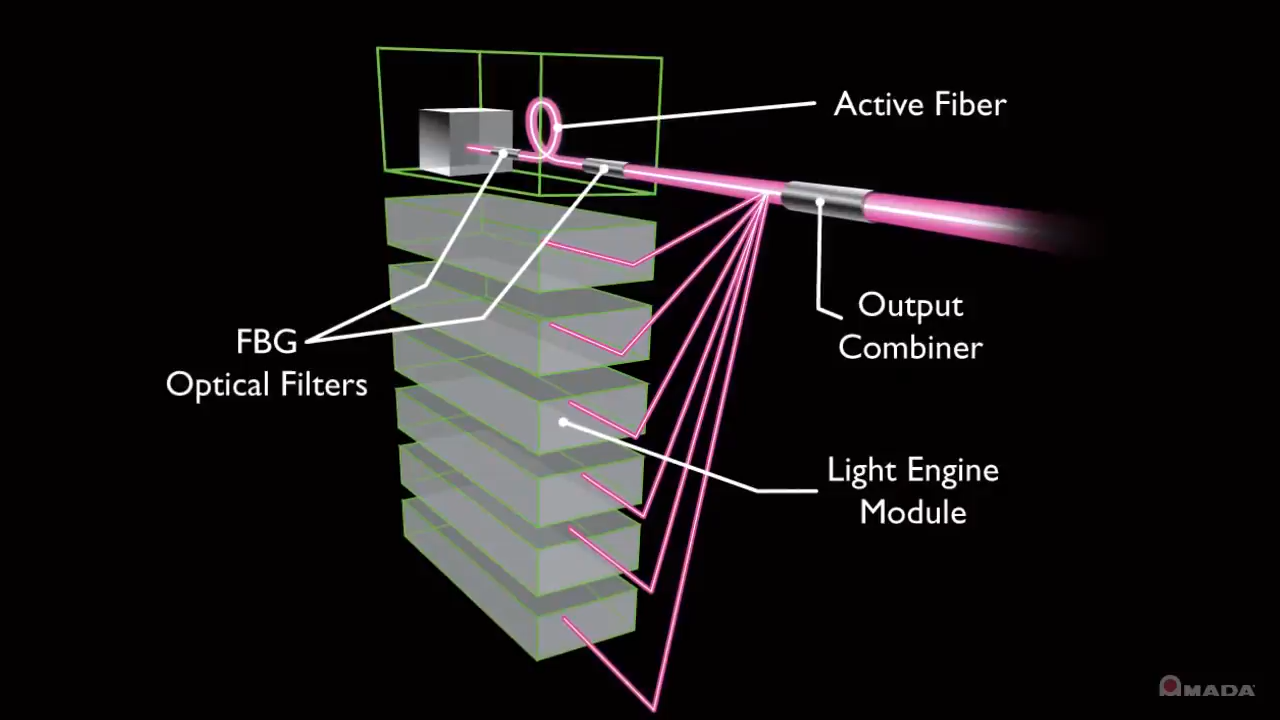 Active Fiber
Output
Combiner
FBG
Optical Filters
Light Engine
Module
AMADA